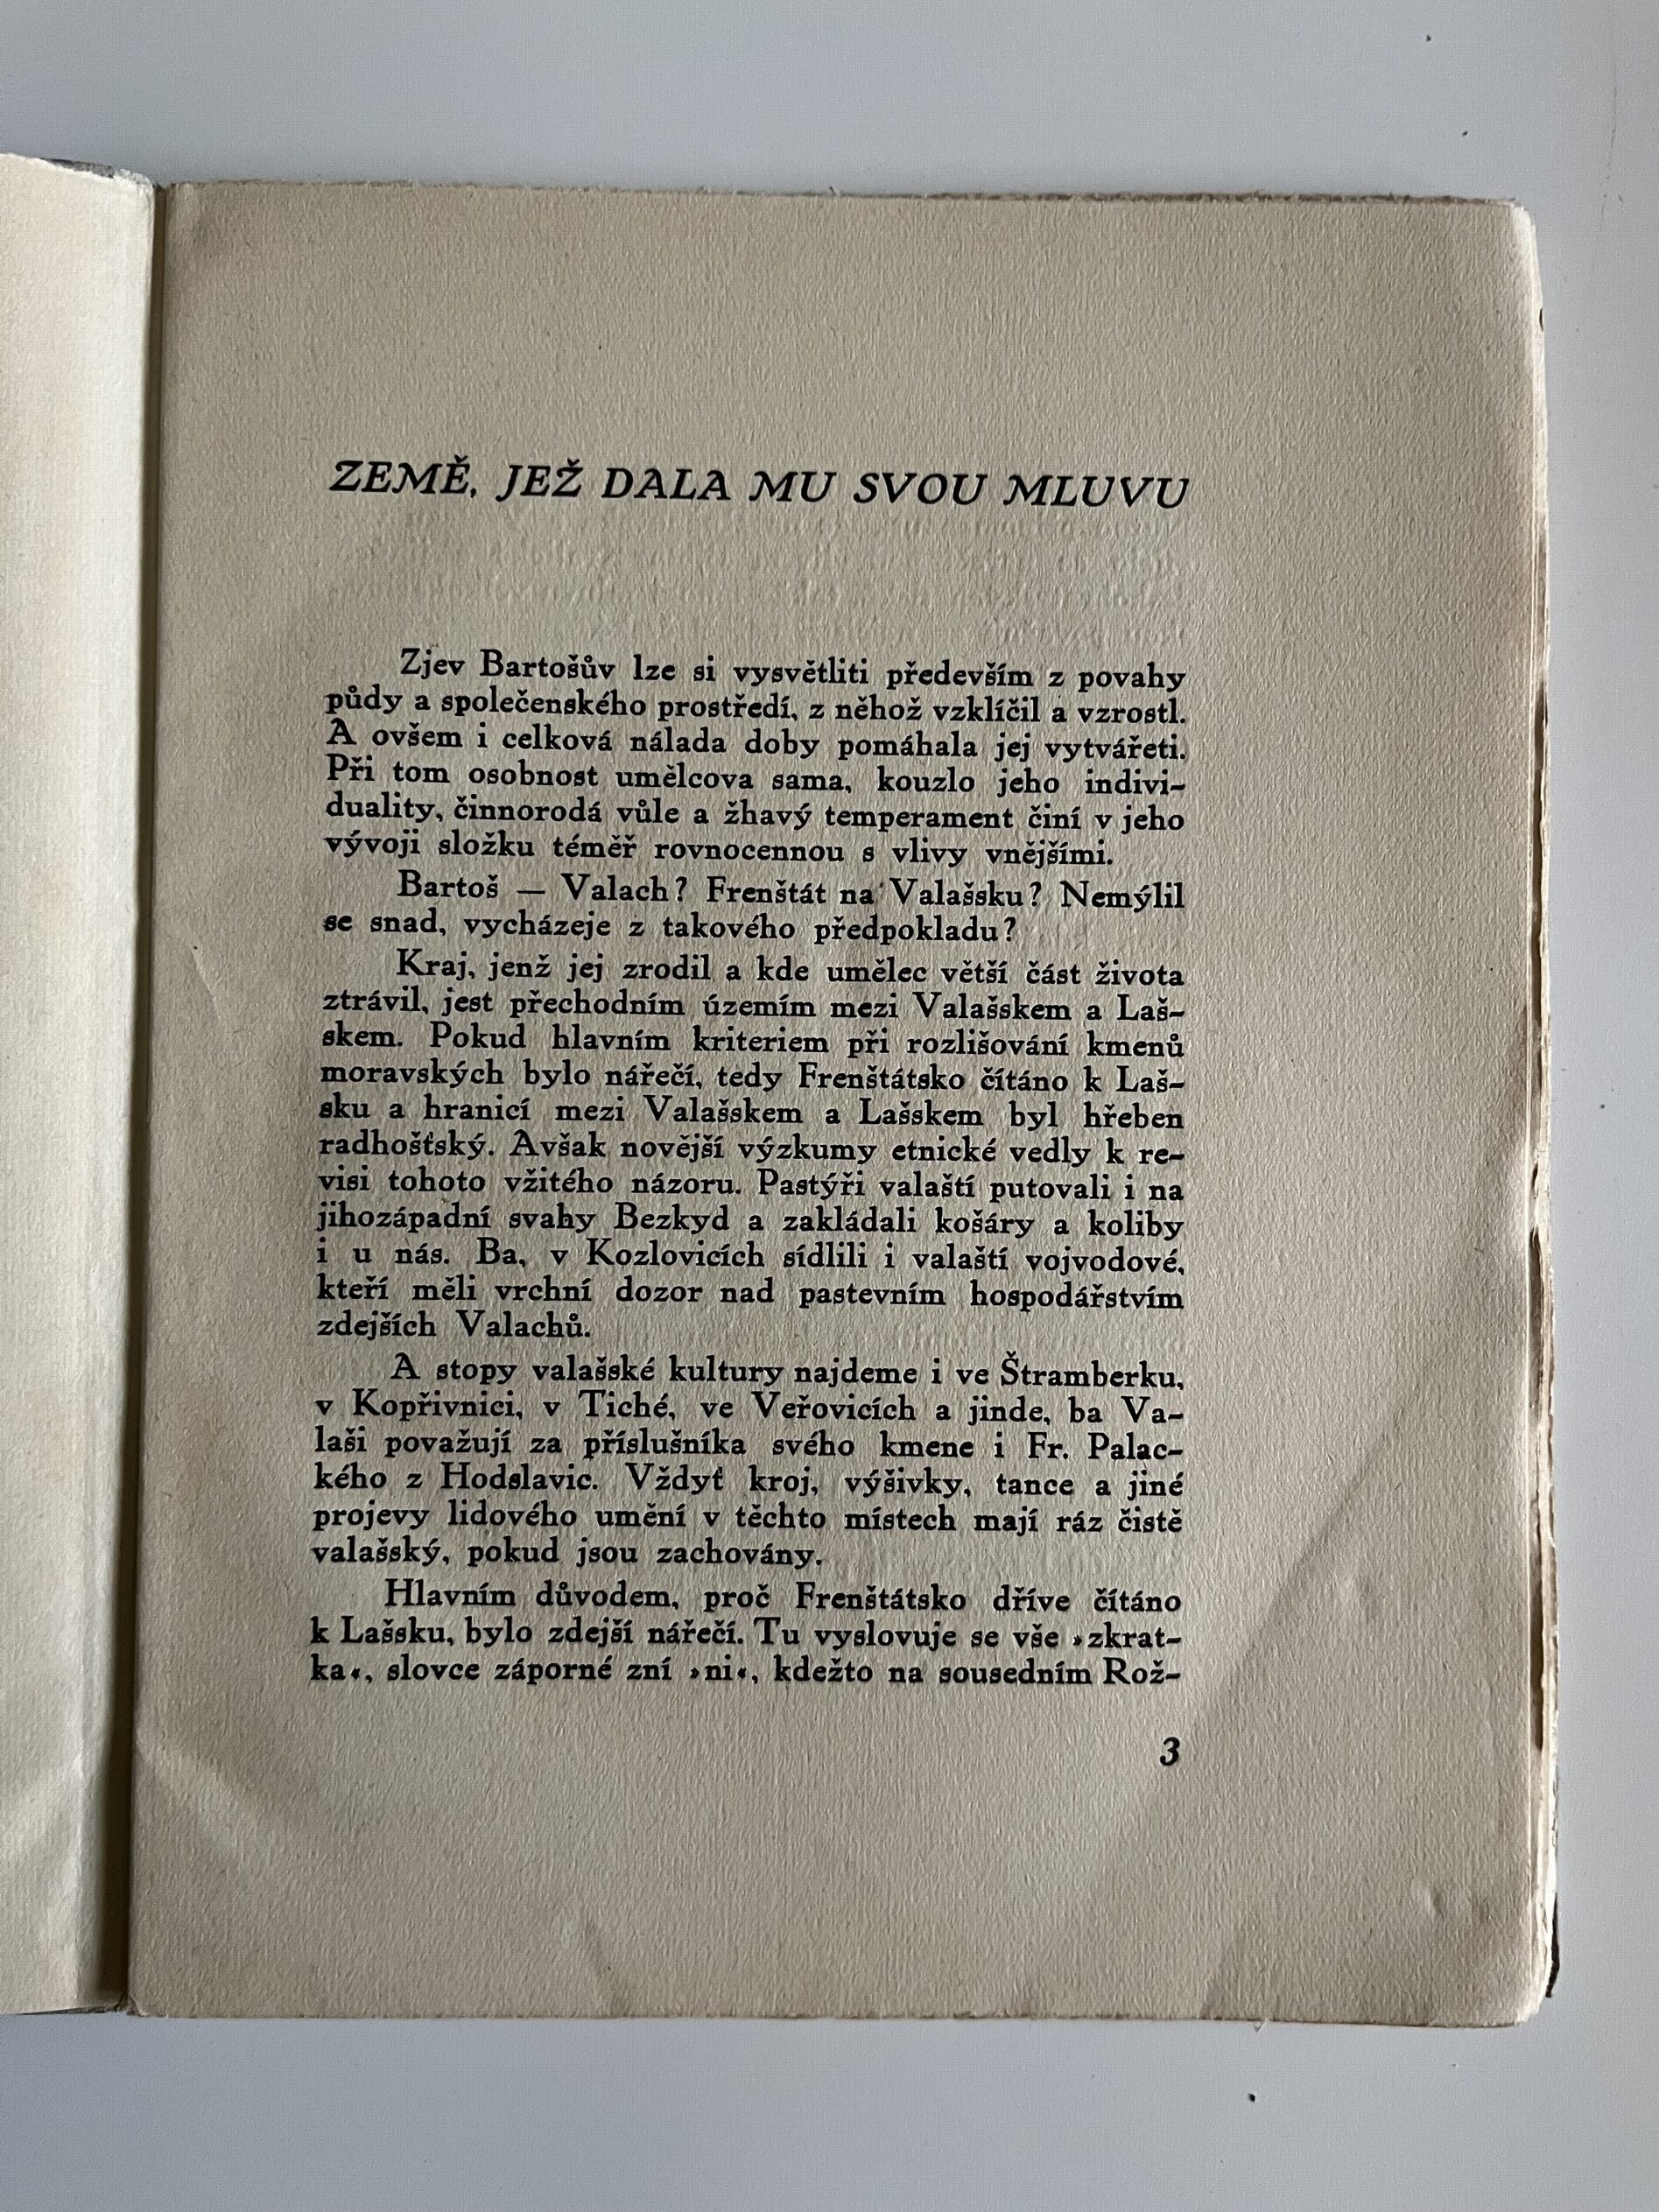 ZEMĚ, JEŽ DALA MU SVOU MLUVU
Zjev Bartošův lze si vysvětliti především z povahy
půdy a společenského prostředí, z něhož vzklíčil a vzrostl.
A ovšem i celková nálada doby pomáhala jej vytvářeti.
Při tom osobnost umělcova sama, kouzlo jeho indivi-
duality, činnorodá vůle a žhavý temperament činí v jeho
vývoji složku téměř rovnocennou s vlivy vnějšími.
Bartoš — Valach? Frenštát na Valašsku? Nemýlil
se snad, vycházeje z takového předpokladu?
Kraj, jenž jej zrodil a kde umělec větší část života
ztrávil, jest přechodním územím mezi Valašskem a Laš-
skem. Pokud hlavním kriteriem při rozlišování kmenů
moravských bylo nářečí, tedy Frenštátsko čítáno k Laš-
sku a hranicí mezi Valašskem a Lašskem byl hřeben
radhošťský. Avšak novější výzkumy etnické vedly k re-
visi tohoto vžitého názoru. Pastýři valaští putovali i na
jihozápadní svahy Bezkyd a zakládali košáry a koliby
i u nás. Ba, v Kozlovicích sídlili i valaští vojvodové,
kteří měli vrchní dozor nad pastevním hospodářstvím
zdejších Valachů.
A stopy valašské kultury najdeme i ve Štramberku,
v Kopřivnici, v Tiché, ve Veřovicích a jinde, ba Va-
laši považují za příslušníka svého kmene i Fr. Palac-
kého z Hodslavic. Vždyť kroj, výšivky, tance a jiné
projevy lidového umění v těchto místech mají ráz čistě
valašský, pokud jsou zachovány.
Hlavním důvodem, proč Frenštátsko dříve čítáno
k Lašsku, bylo zdejší nářečí. Tu vyslovuje se vše »zkrat-
ka«, slovce záporné zní »ni«, kdežto na sousedním Rož-
3